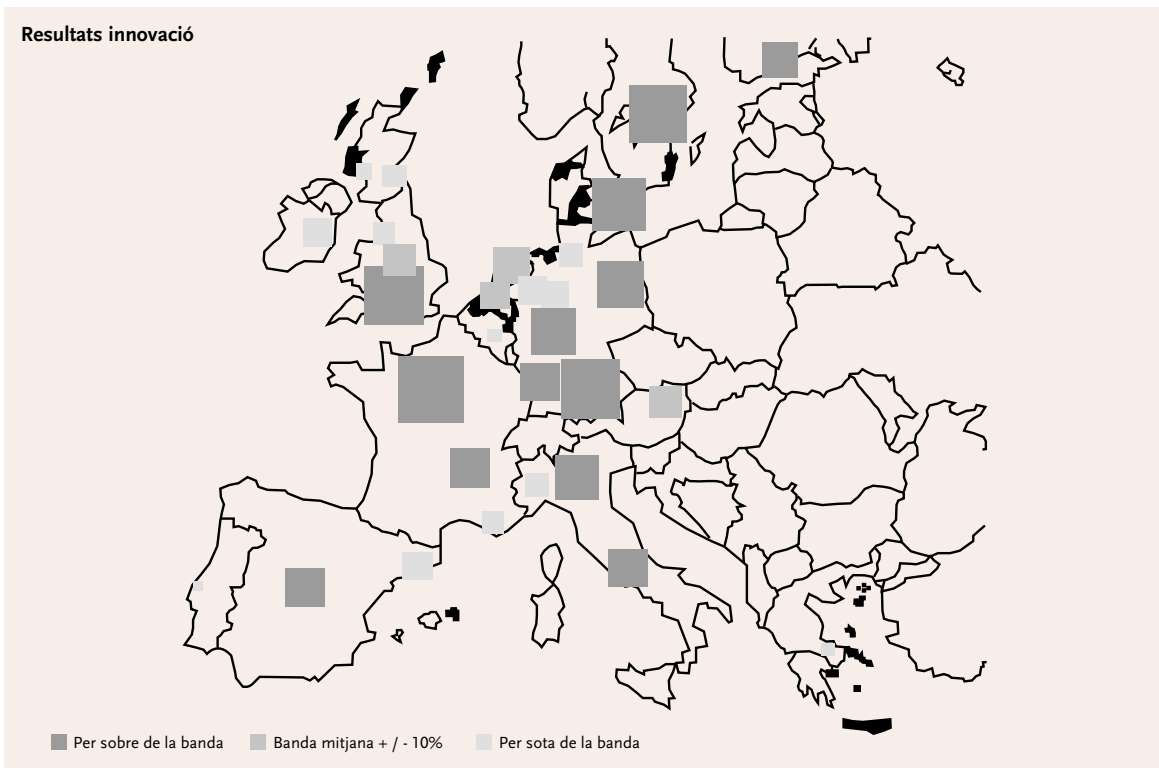 Resultats innovació
Per sobre de la banda
Banda mitjana + / - 10%
Per sota de la banda